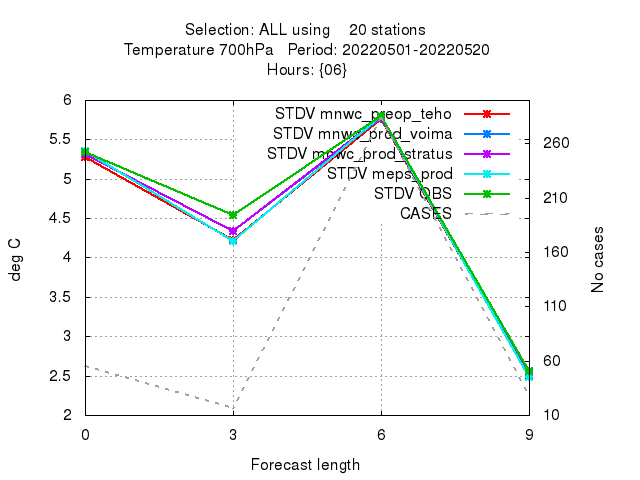 Selection: ALL using 20 stations
Temperature 700hPa Period: 20220501-20220520
Hours: {06}
STDV mnwc_preop_teho
STDV mnwc_prod_voima
STDV mnwc_prod_stratus
STDV meps_prod
STDV OBS
CASES
6
5.5
5
4.5
4
3.5
3
2.5
2
deg C
260
210
160
110
60
10
No cases
0 3 6 9
Forecast length